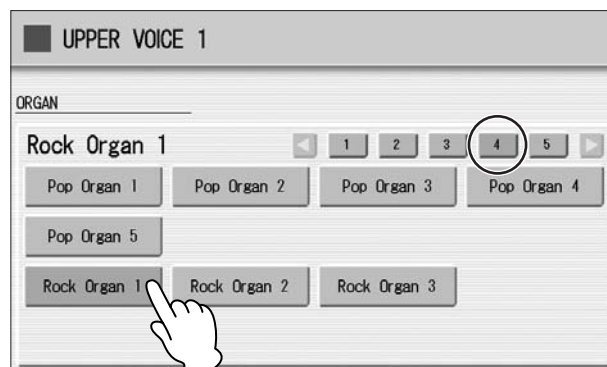 UPPER VOICE 1
ORGAN
Rock Organ 1 1 2 3 4 5
Pop Organ 1 Pop Organ 2 Pop Organ 3 Pop Organ 4
Pop Organ 5
Rock Organ 1 Rock Organ 2 Rock Organ 3